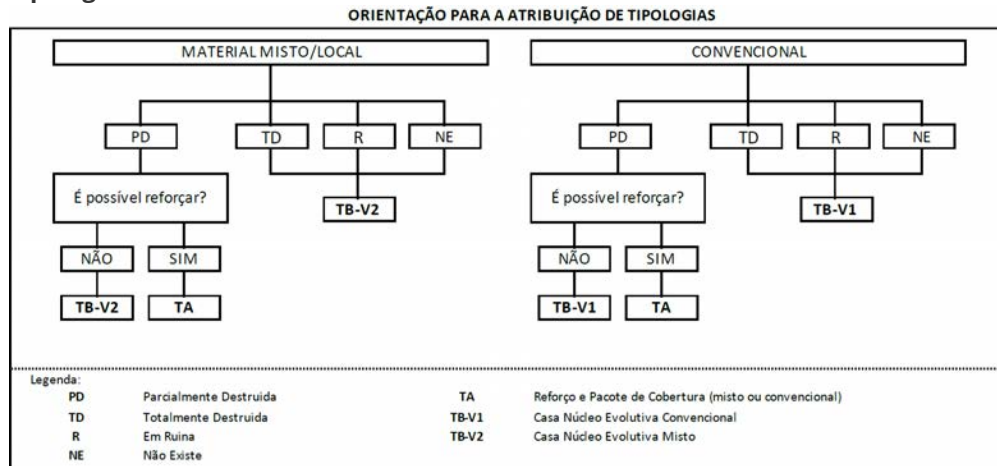 ORIENTAÇÃO PARA A ATRIBUIÇÃO DE TIPOLOGIAS
MATERIAL MISTO/LOCAL
CONVENCIONAL
PD
TD
R
NE
PD
TD
R
NE
É possível reforçar?
TB-V2
É possível reforçar?
TB-V1
NÃO
SIM
NÃO
SIM
TB-V2
TA
TB-V1
TA
Legenda:
PD Parcialmente Destruida
TA Reforço e Pacote de Cobertura (misto ou convencional)
TD Totalmente Destruida
TB-V1 Casa Núcleo Evolutiva Convencional
R Em Ruina
TB-V2 Casa Núcleo Evolutiva Misto
NE Não Existe